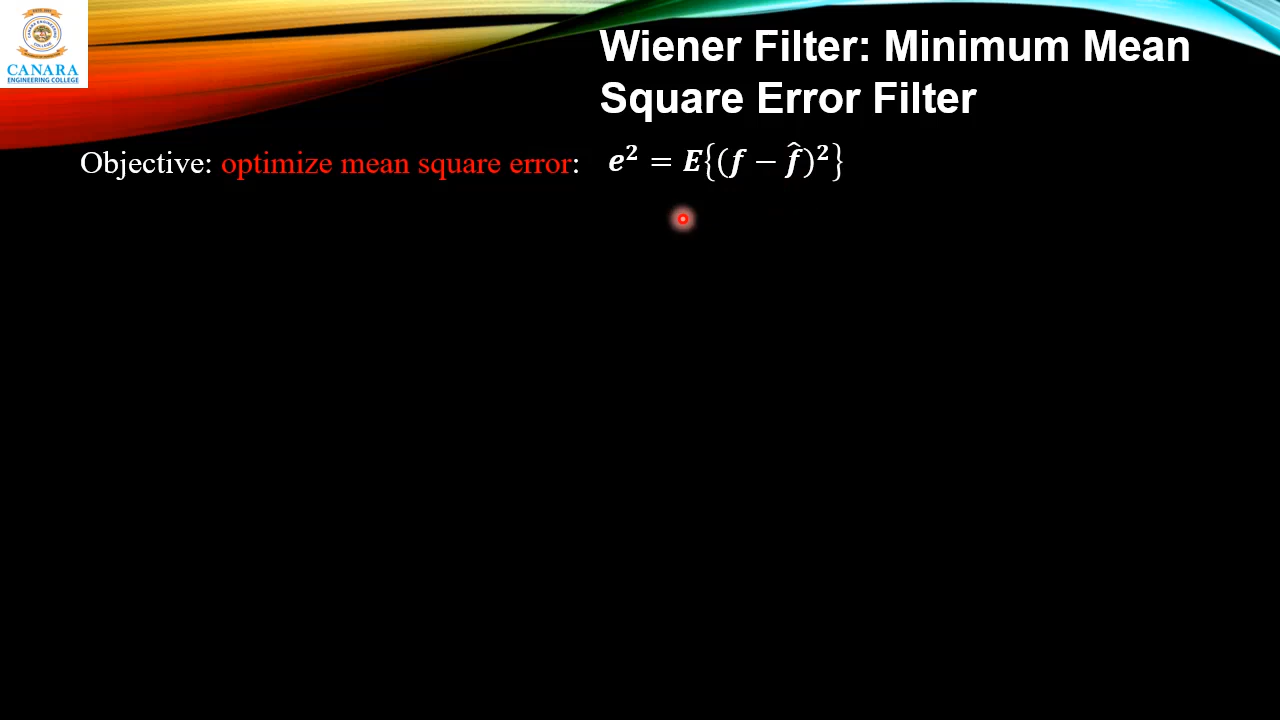 CANARA
ENGINEERING COLLEGE
Wiener Filter: Minimum Mean
Square Error Filter
Objective: optimize mean square error: e² = E{(f − f̂)²}